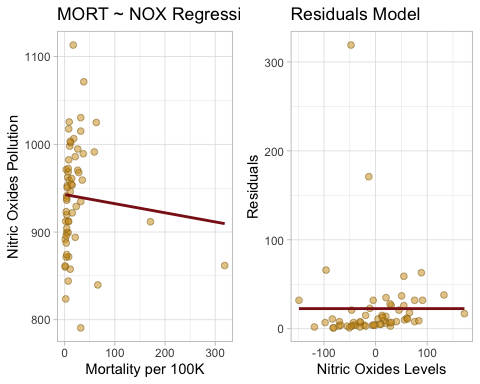 MORT ~ NOX Regressi
Nitric Oxides Pollution
1100
1000
900
800
0
100
200
300
Mortality per 100K
Residuals Model
Residuals
300
200
100
0
-100
0
100
Nitric Oxides Levels